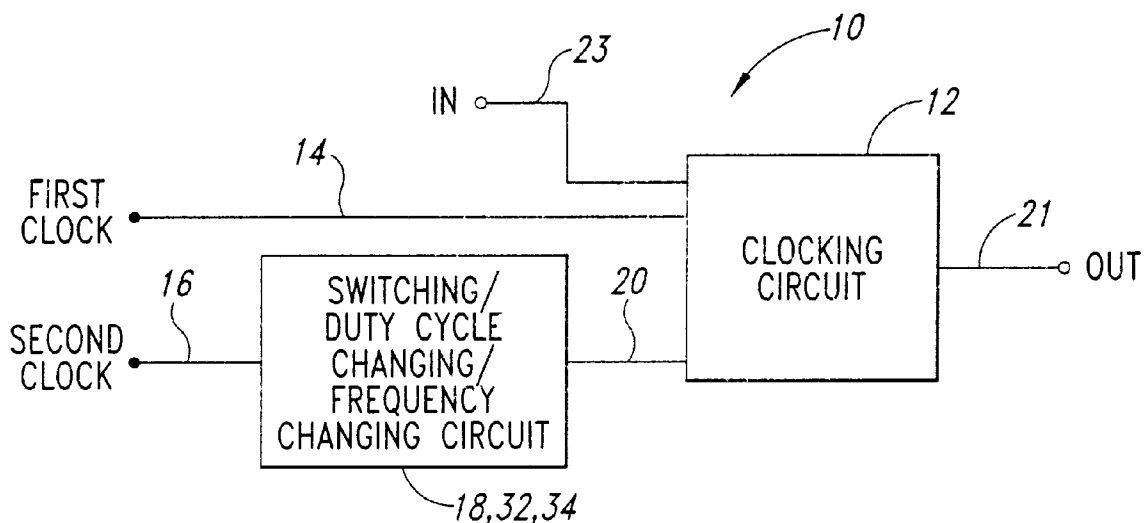 10
23
IN
12
14
FIRST
CLOCK
21
CLOCKING
CIRCUIT
OUT
16
SWITCHING/
DUTY CYCLE
CHANGING/
FREQUENCY
CHANGING CIRCUIT
20
SECOND
CLOCK
18,32,34